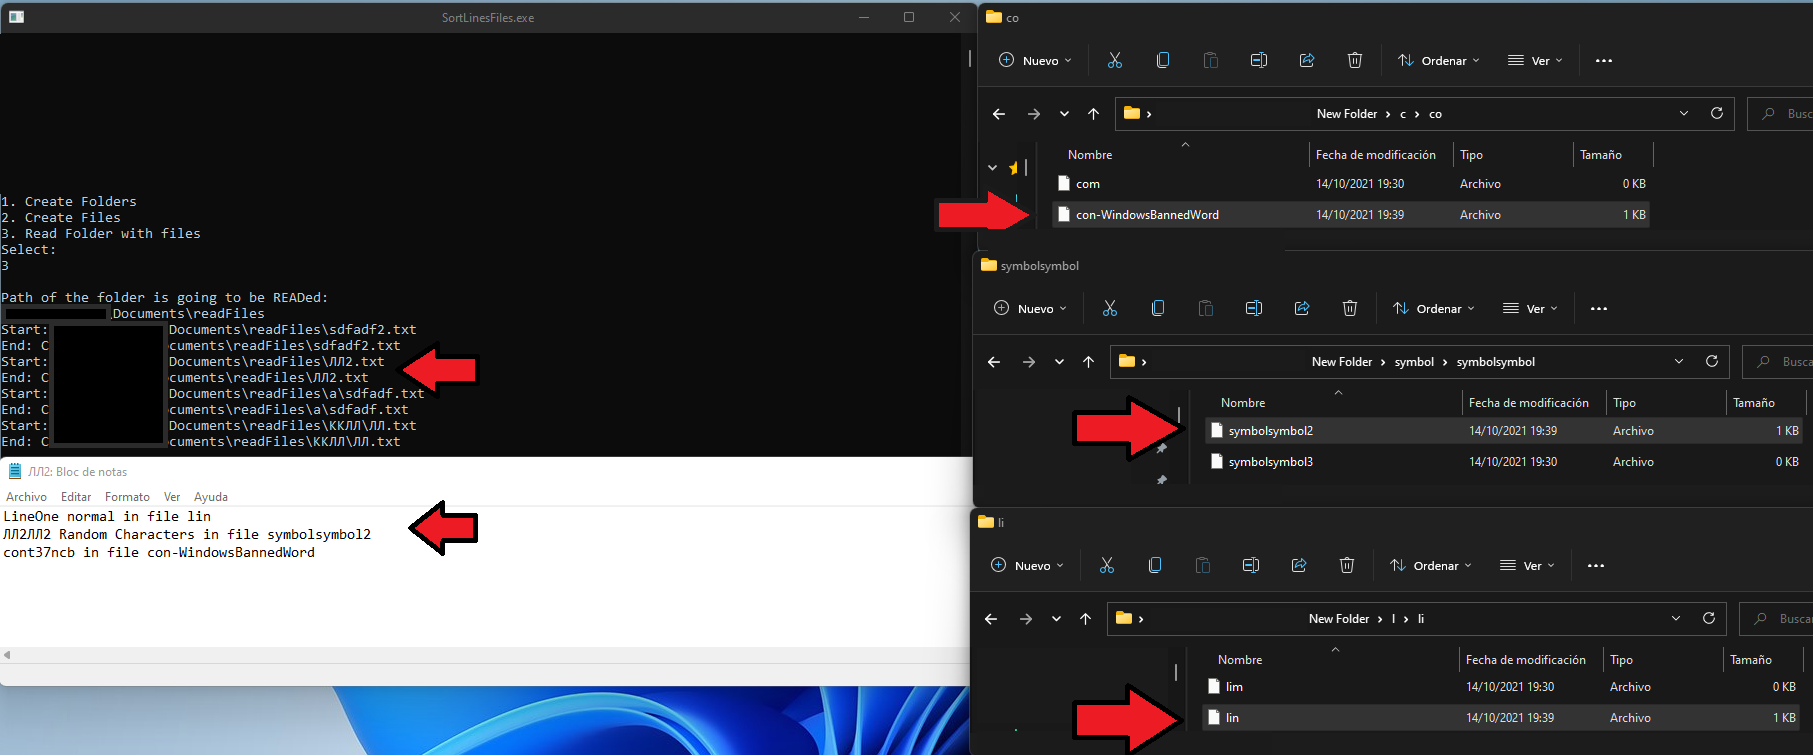 SortLinesFiles.exe
1. Create Folders
2. Create Files
3. Read Folder with files
Select:
3
Path of the folder is going to be READed:
Documents\readFiles
Start: Documents\readFiles\sdfadf2.txt
End: C Documents\readFiles\sdfadf2.txt
Start: Documents\readFiles\ЛЛ2.txt
End: C cuments\readFiles\ЛЛ2.txt
Start: Documents\readFiles\a\sdfadf.txt
End: C cuments\readFiles\a\sdfadf.txt
Start: Documents\readFiles\ККЛЛ\ЛЛ.txt
End: C cuments\readFiles\ККЛЛ\ЛЛ.txt
ЛЛ2: Bloc de notas
Archivo Editar Formato Ver Ayuda
LineOne normal in file lin
ЛЛ2ЛЛ2 Random Characters in file symbolsymbol2
cont37ncb in file con-WindowsBannedWord
co
Nuevo Ordenar Ver
New Folder > c > co Busc
Nombre Fecha de modificación Tipo Tamaño
com 14/10/2021 19:30 Archivo 0 KB
con-WindowsBannedWord 14/10/2021 19:39 Archivo 1 KB
symbolsymbol
Nuevo Ordenar Ver
New Folder > symbol > symbolsymbol Busca
Nombre Fecha de modificación Tipo Tamaño
symbolsymbol2 14/10/2021 19:39 Archivo 1 KB
symbolsymbol3 14/10/2021 19:30 Archivo 0 KB
li
Nuevo Ordenar Ver
New Folder > l > li Buscar
Nombre Fecha de modificación Tipo Tamaño
lim 14/10/2021 19:30 Archivo 0 KB
lin 14/10/2021 19:39 Archivo 1 KB